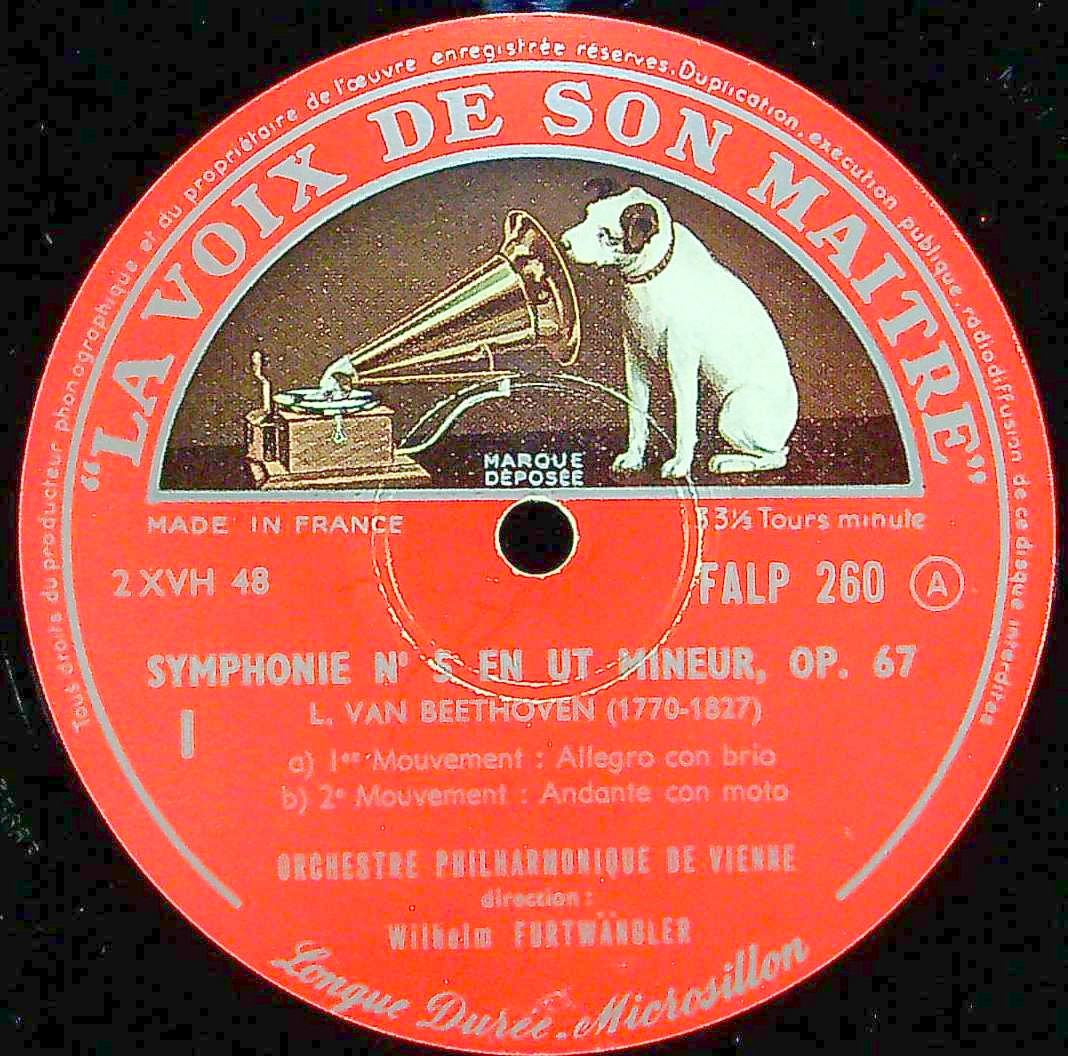 Tous droits du producteur phonographique et du propriétaire de l'œuvre enregistrée réservés. Duplication, exécution publique, radiodiffusion de ce disque interdites
"LA VOIX DE SON MAITRE"
MARQUE
DÉPOSÉE
MADE IN FRANCE
33⅓ Tours minute
2 XVH 48
FALP 260 A
SYMPHONIE N° 5 EN UT MINEUR, OP. 67
I
L. VAN BEETHOVEN (1770-1827)
a) 1er Mouvement : Allegro con brio
b) 2e Mouvement : Andante con moto
ORCHESTRE PHILHARMONIQUE DE VIENNE
direction :
Wilhelm FURTWÄNGLER
Longue Durée - Microsillon